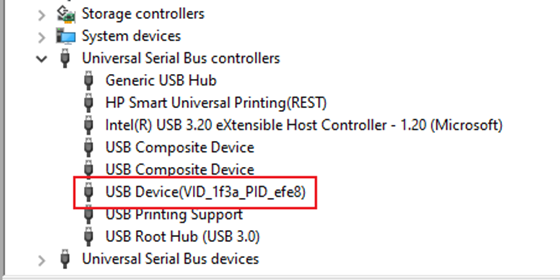 Storage controllers
System devices
Universal Serial Bus controllers
Generic USB Hub
HP Smart Universal Printing(REST)
Intel(R) USB 3.20 eXtensible Host Controller - 1.20 (Microsoft)
USB Composite Device
USB Composite Device
USB Device(VID_1f3a_PID_efe8)
USB Printing Support
USB Root Hub (USB 3.0)
Universal Serial Bus devices